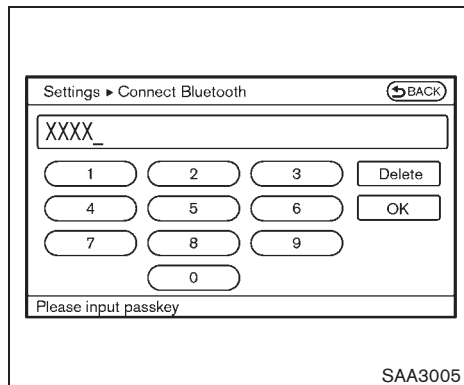 Settings ▸ Connect Bluetooth BACK
XXXX_
1 2 3 Delete
4 5 6 OK
7 8 9
0
Please input passkey
SAA3005